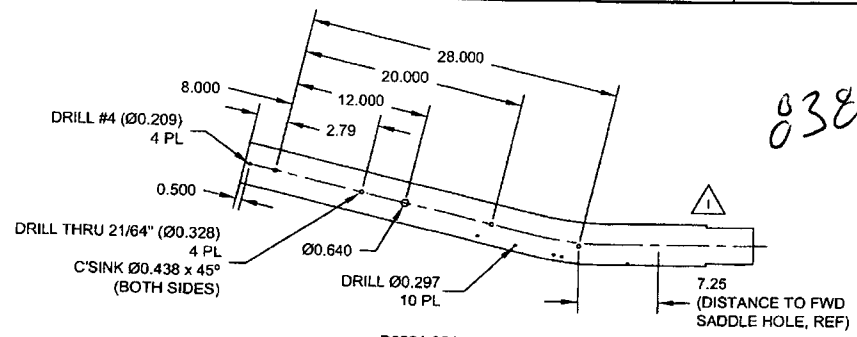 28.000
20.000
8.000
12.000
DRILL #4 (Ø0.209)
4 PL
2.79
0.500
1
DRILL THRU 21/64" (Ø0.328)
4 PL
C'SINK Ø0.438 x 45°
(BOTH SIDES)
Ø0.640
DRILL Ø0.297
10 PL
7.25
(DISTANCE TO FWD
SADDLE HOLE, REF)